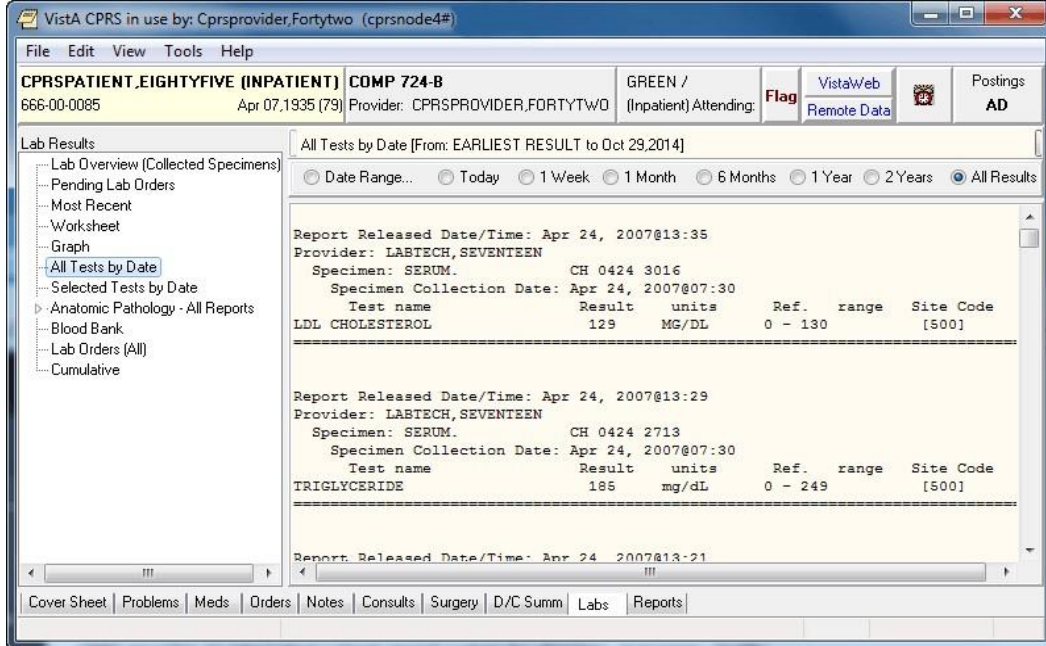 VistA CPRS in use by: Cprsprovider,Fortytwo (cprsnode4#)
File Edit View Tools Help
CPRSPATIENT,EIGHTYFIVE (INPATIENT) COMP 724-B GREEN / Flag VistaWeb Postings
666-00-0085 Apr 07,1935 (79) Provider: CPRSPROVIDER,FORTYTWO (Inpatient) Attending: Remote Data AD
Lab Results
Lab Overview (Collected Specimens)
Pending Lab Orders
Most Recent
Worksheet
Graph
All Tests by Date
Selected Tests by Date
Anatomic Pathology - All Reports
Blood Bank
Lab Orders (All)
Cumulative
All Tests by Date [From: EARLIEST RESULT to Oct 29,2014]
Date Range... Today 1 Week 1 Month 6 Months 1 Year 2 Years All Results
Report Released Date/Time: Apr 24, 2007@13:35
Provider: LABTECH,SEVENTEEN
Specimen: SERUM. CH 0424 3016
Specimen Collection Date: Apr 24, 2007@07:30
Test name Result units Ref. range Site Code
LDL CHOLESTEROL 129 MG/DL 0 - 130 [500]
Report Released Date/Time: Apr 24, 2007@13:29
Provider: LABTECH,SEVENTEEN
Specimen: SERUM. CH 0424 2713
Specimen Collection Date: Apr 24, 2007@07:30
Test name Result units Ref. range Site Code
TRIGLYCERIDE 185 mg/dL 0 - 249 [500]
Report Released Date/Time: Apr 24, 2007@13:21
Cover Sheet Problems Meds Orders Notes Consults Surgery D/C Summ Labs Reports